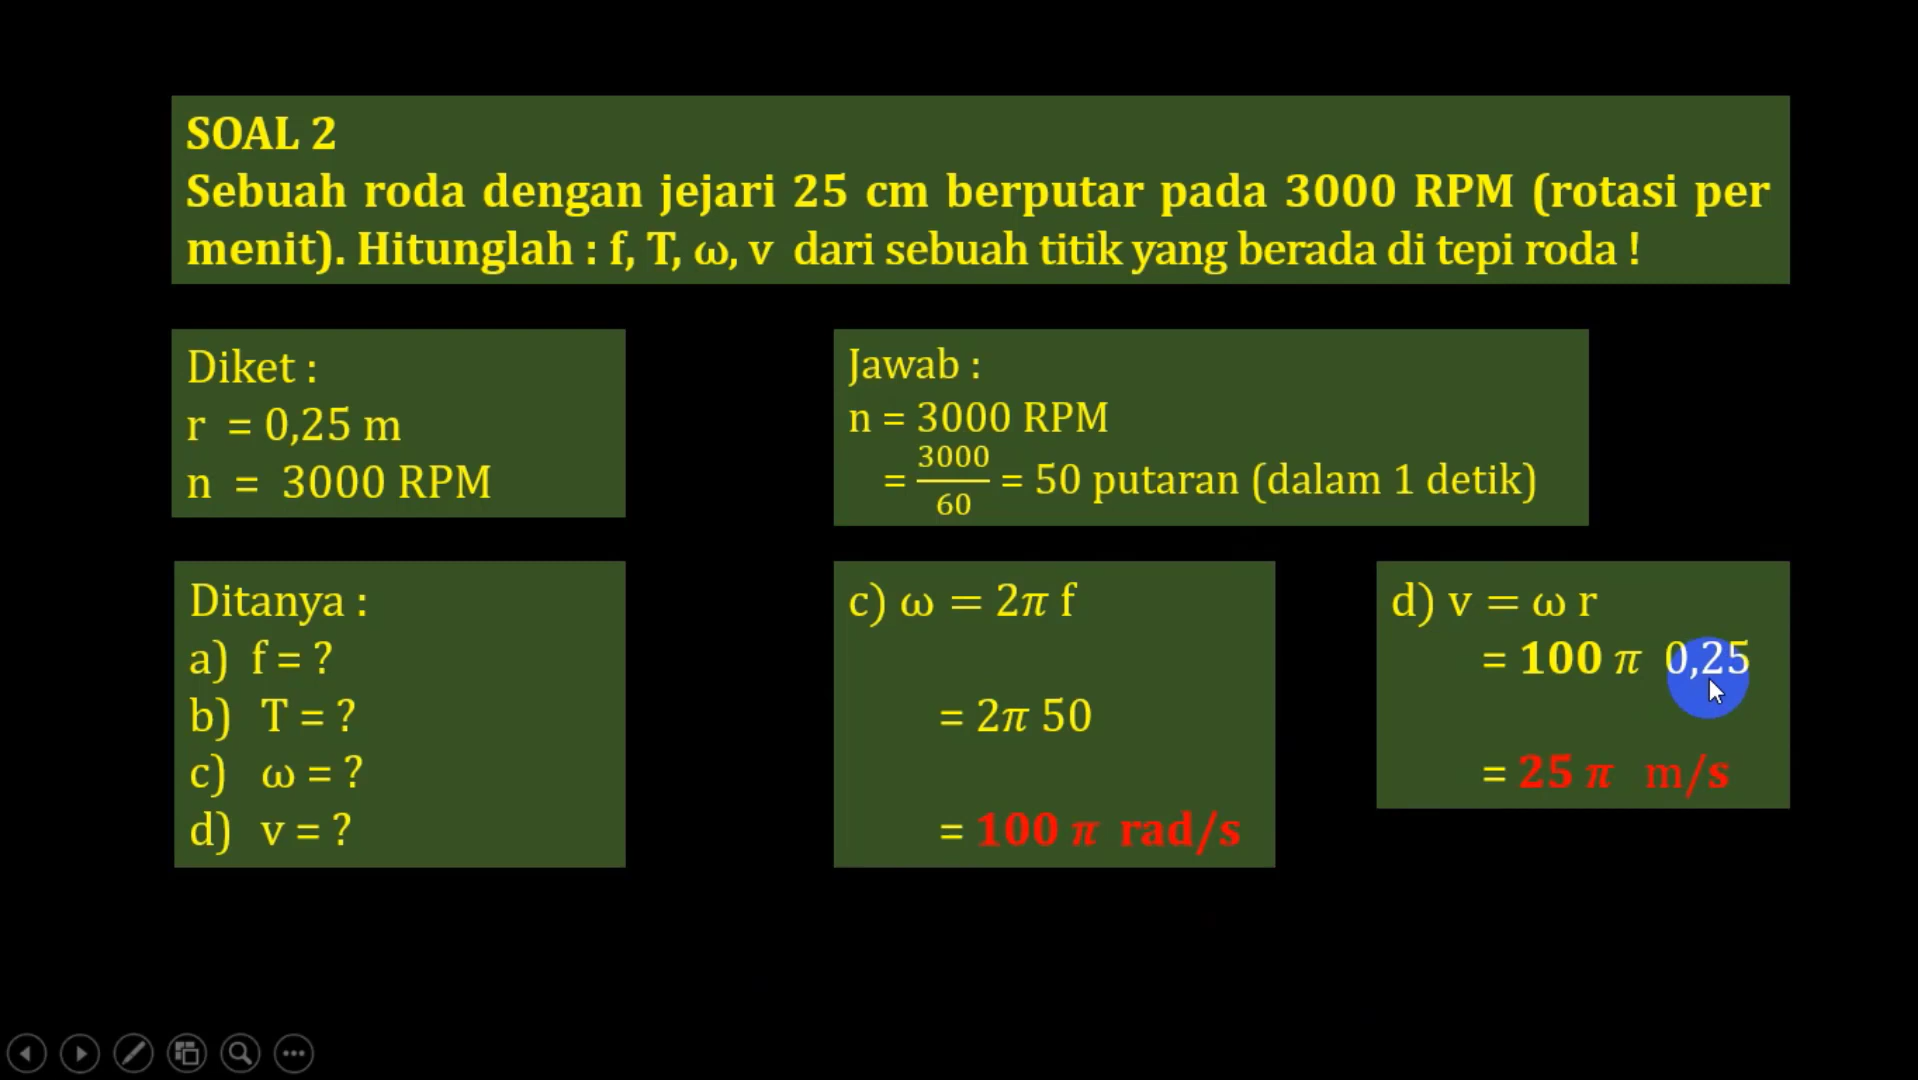 SOAL 2
Sebuah roda dengan jejari 25 cm berputar pada 3000 RPM (rotasi per
menit). Hitunglah : f, T, ω, v dari sebuah titik yang berada di tepi roda !
Diket :
r = 0,25 m
n = 3000 RPM
Jawab :
n = 3000 RPM
= 3000/60 = 50 putaran (dalam 1 detik)
Ditanya :
a) f = ?
b) T = ?
c) ω = ?
d) v = ?
c) ω = 2π f
= 2π 50
= 100 π rad/s
d) v = ω r
= 100 π 0,25
= 25 π m/s